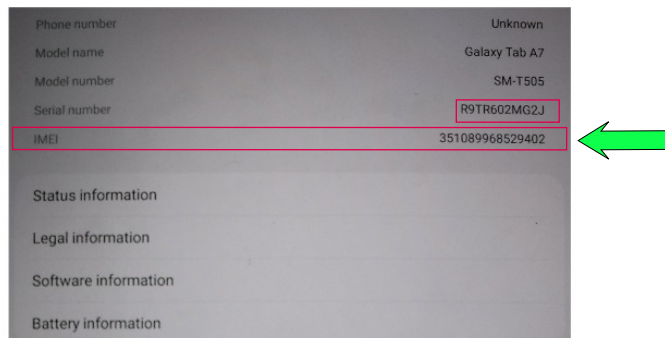 Phone number Unknown
Model name Galaxy Tab A7
Model number SM-T505
Serial number R9TR602MG2J
IMEI 351089968529402
Status information
Legal information
Software information
Battery information